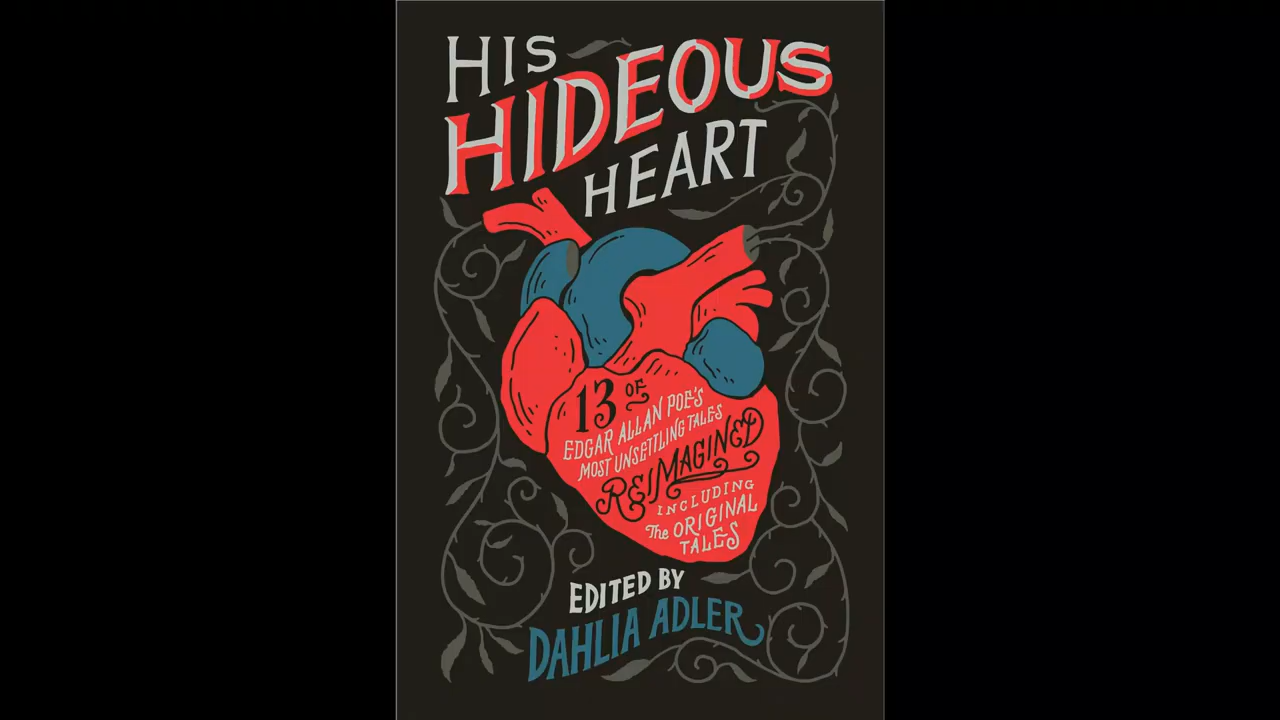 HIS
HIDEOUS
HEART
13 OF
EDGAR ALLAN POE'S
MOST UNSETTLING TALES
REIMAGINED
INCLUDING
The ORIGINAL
TALES
EDITED BY
DAHLIA ADLER